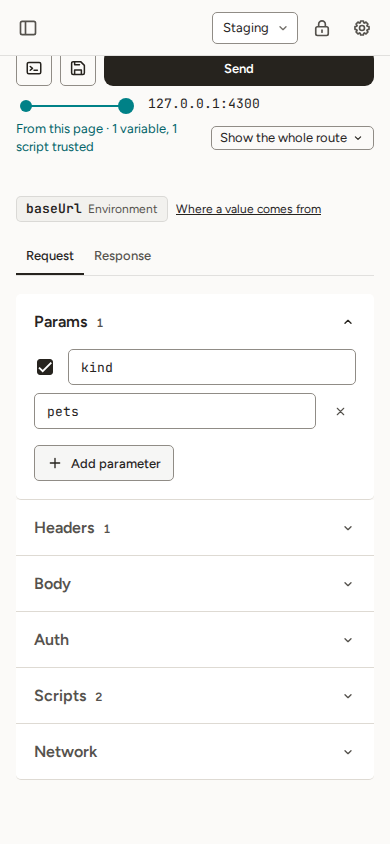 Staging
Send
127.0.0.1:4300
From this page · 1 variable, 1
script trusted
Show the whole route
baseUrl Environment
Where a value comes from
Request
Response
Params 1
kind
pets
Add parameter
Headers 1
Body
Auth
Scripts 2
Network